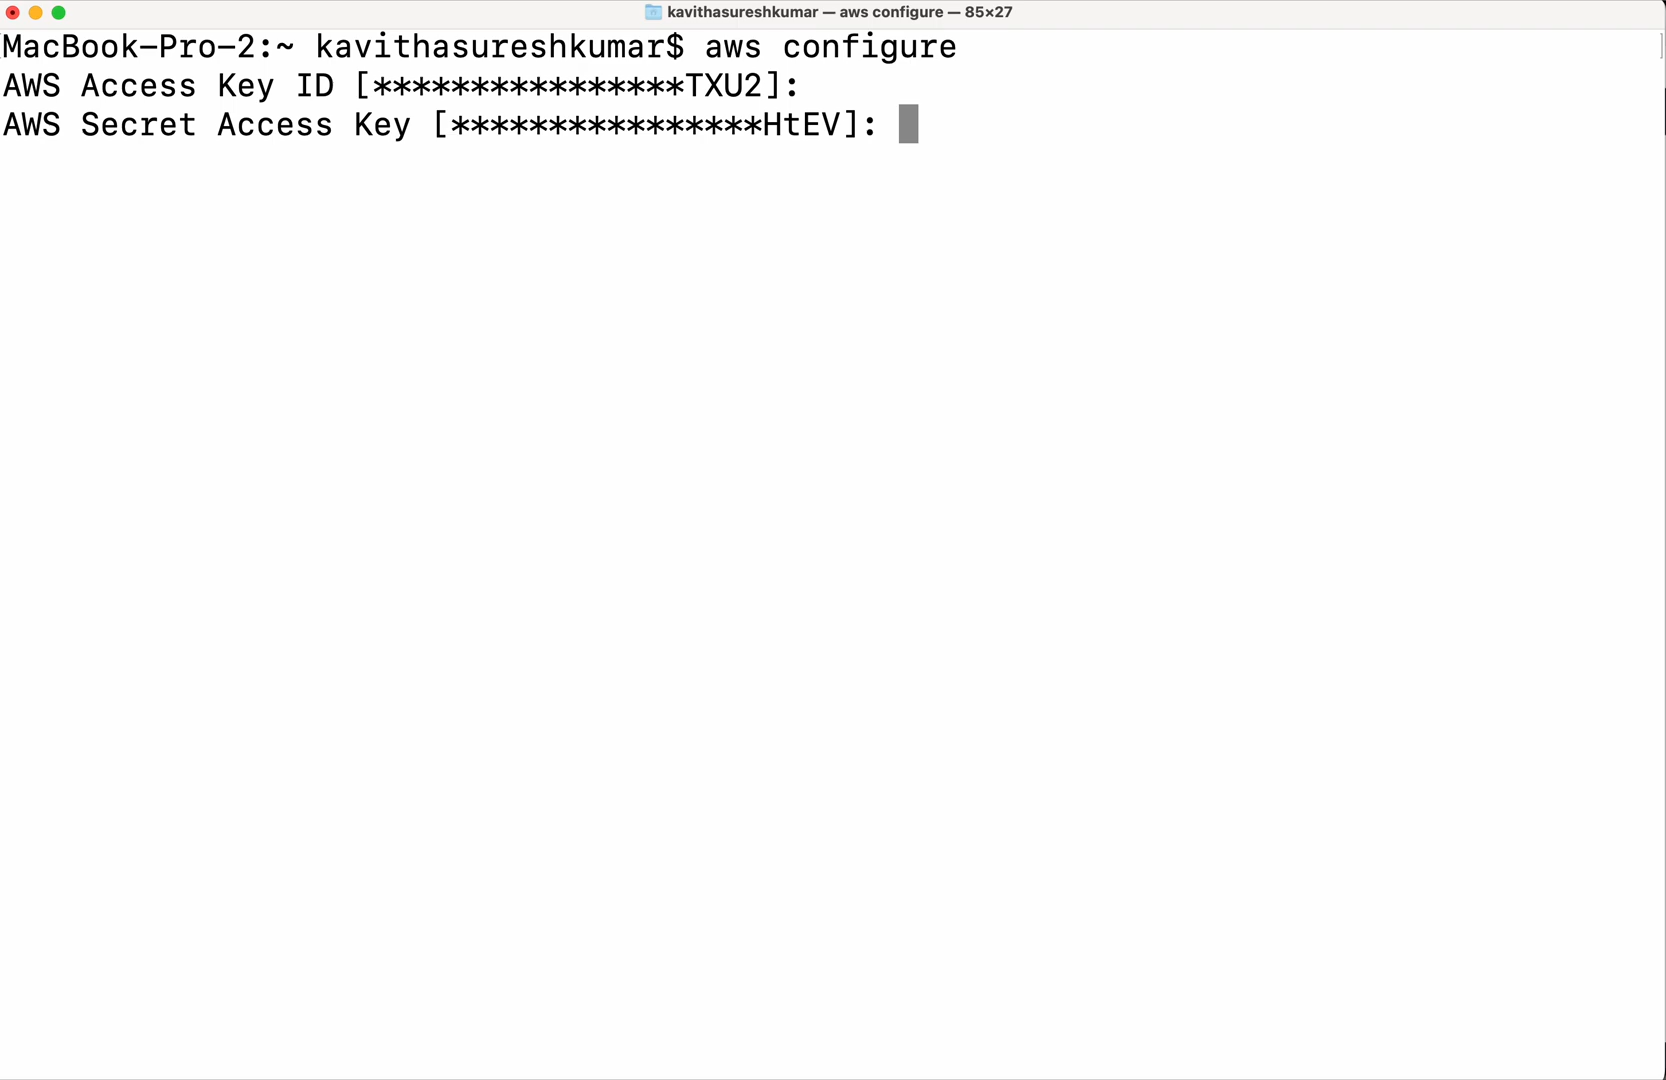 kavithasureshkumar — aws configure — 85×27
MacBook-Pro-2:~ kavithasureshkumar$ aws configure
AWS Access Key ID [****************TXU2]:
AWS Secret Access Key [****************HtEV]: